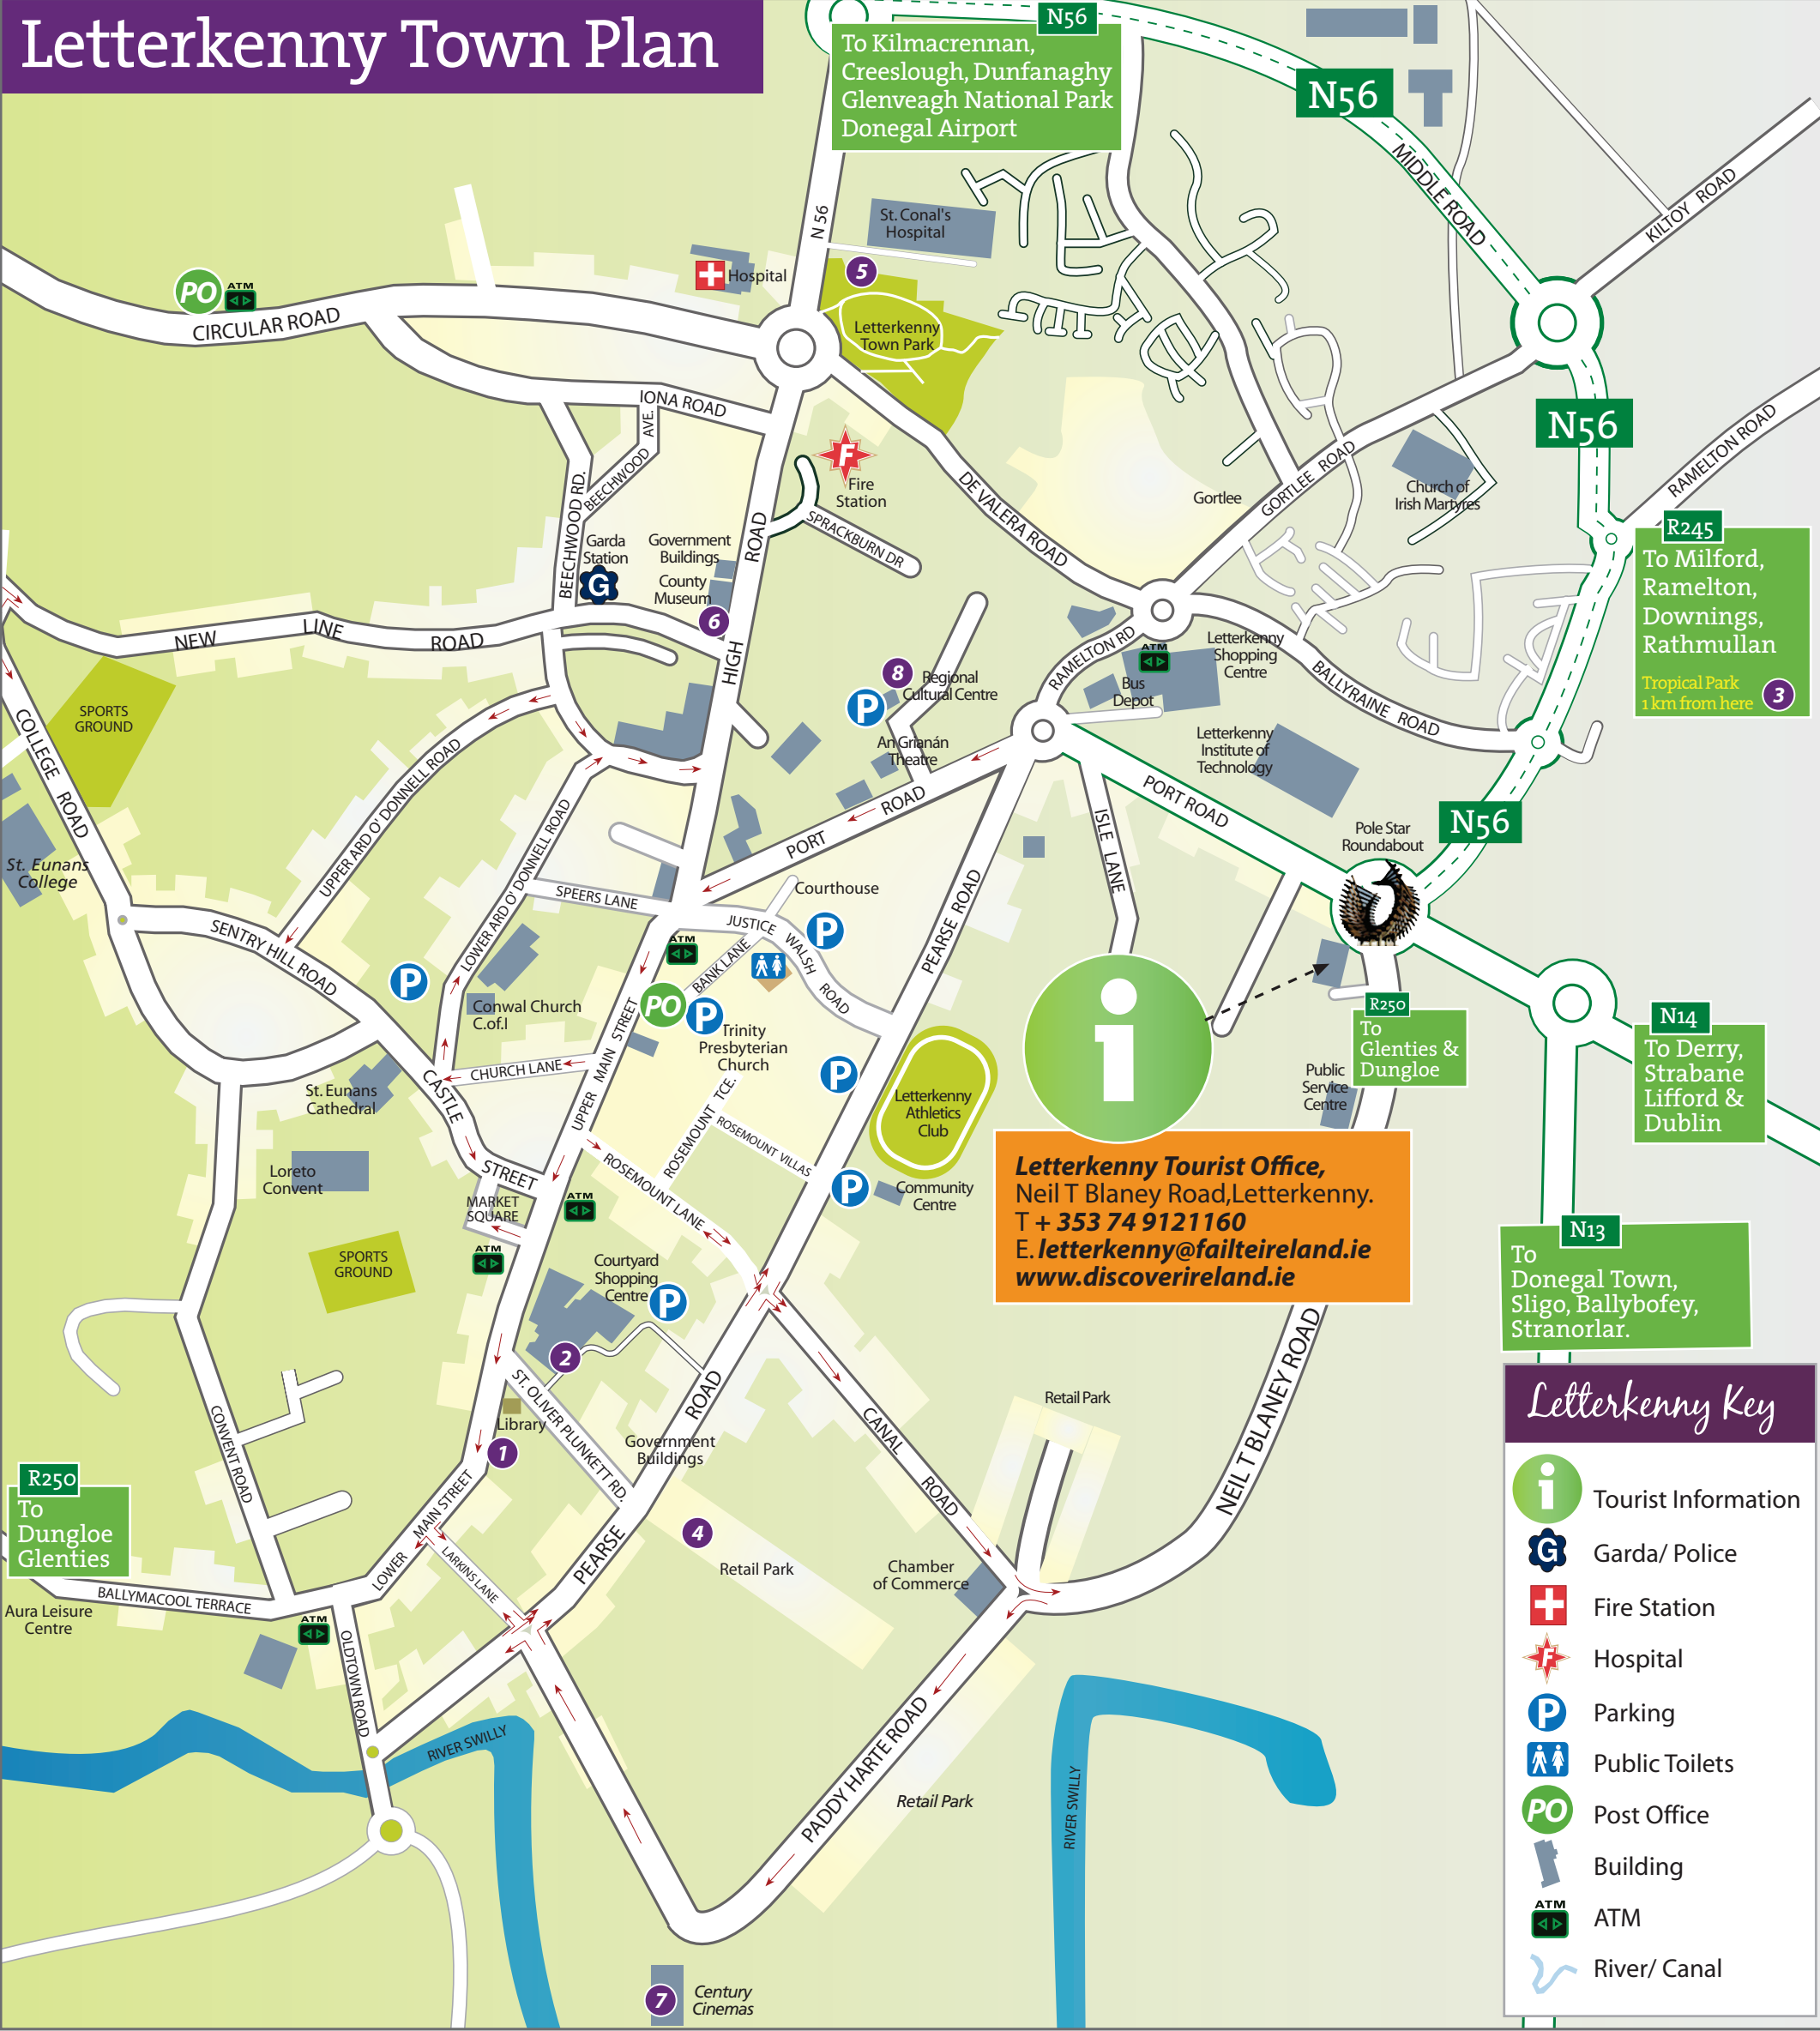 Letterkenny Town Plan
N56
To Kilmacrennan,
Creeslough, Dunfanaghy
Glenveagh National Park
Donegal Airport
N56
MIDDLE ROAD
KILTOY ROAD
N 56
St. Conal's
Hospital
Hospital
5
Letterkenny
Town Park
PO
ATM
CIRCULAR ROAD
IONA ROAD
BEECHWOOD
AVE.
BEECHWOOD RD.
F
Fire
Station
SPRACKBURN DR
DE VALERA ROAD
Gortlee
GORTLEE ROAD
Church of
Irish Martyres
N56
RAMELTON ROAD
R245
To Milford,
Ramelton,
Downings,
Rathmullan
Tropical Park
1 km from here
3
Garda
Station
G
Government
Buildings
County
Museum
6
HIGH ROAD
NEW LINE ROAD
SPORTS
GROUND
COLLEGE ROAD
St. Eunans
College
8
Regional
Cultural Centre
P
An Grianán
Theatre
RAMELTON RD
ATM
Bus
Depot
Letterkenny
Shopping
Centre
BALLYRAINE ROAD
Letterkenny
Institute of
Technology
PORT ROAD
PORT ROAD
ISLE LANE
N56
Pole Star
Roundabout
UPPER ARD O' DONNELL ROAD
LOWER ARD O' DONNELL ROAD
SPEERS LANE
Courthouse
JUSTICE WALSH ROAD
P
ATM
BANK LANE
PO
P
Trinity
Presbyterian
Church
PEARSE ROAD
SENTRY HILL ROAD
P
Conwal Church
C.of.I
CHURCH LANE
UPPER MAIN STREET
St. Eunans
Cathedral
CASTLE STREET
MARKET
SQUARE
Loreto
Convent
SPORTS
GROUND
ROSEMOUNT TCE.
ROSEMOUNT VILLAS
ROSEMOUNT LANE
P
P
Letterkenny
Athletics
Club
Community
Centre
ATM
ATM
Courtyard
Shopping
Centre
P
2
i
R250
To
Glenties &
Dungloe
Public
Service
Centre
N14
To Derry,
Strabane
Lifford &
Dublin
Letterkenny Tourist Office,
Neil T Blaney Road,Letterkenny.
T + 353 74 9121160
E. letterkenny@failteireland.ie
www.discoverireland.ie
N13
To
Donegal Town,
Sligo, Ballybofey,
Stranorlar.
NEIL T BLANEY ROAD
Retail Park
CANAL ROAD
ST. OLIVER PLUNKETT RD.
Library
1
Government
Buildings
PEARSE ROAD
4
Retail Park
Chamber
of Commerce
CONVENT ROAD
LOWER MAIN STREET
LARKINS LANE
R250
To
Dungloe
Glenties
BALLYMACOOL TERRACE
Aura Leisure
Centre
ATM
OLDTOWN ROAD
RIVER SWILLY
PADDY HARTE ROAD
Retail Park
RIVER SWILLY
7
Century
Cinemas
Letterkenny Key
i Tourist Information
G Garda/ Police
Fire Station
F Hospital
P Parking
Public Toilets
PO Post Office
Building
ATM ATM
River/ Canal